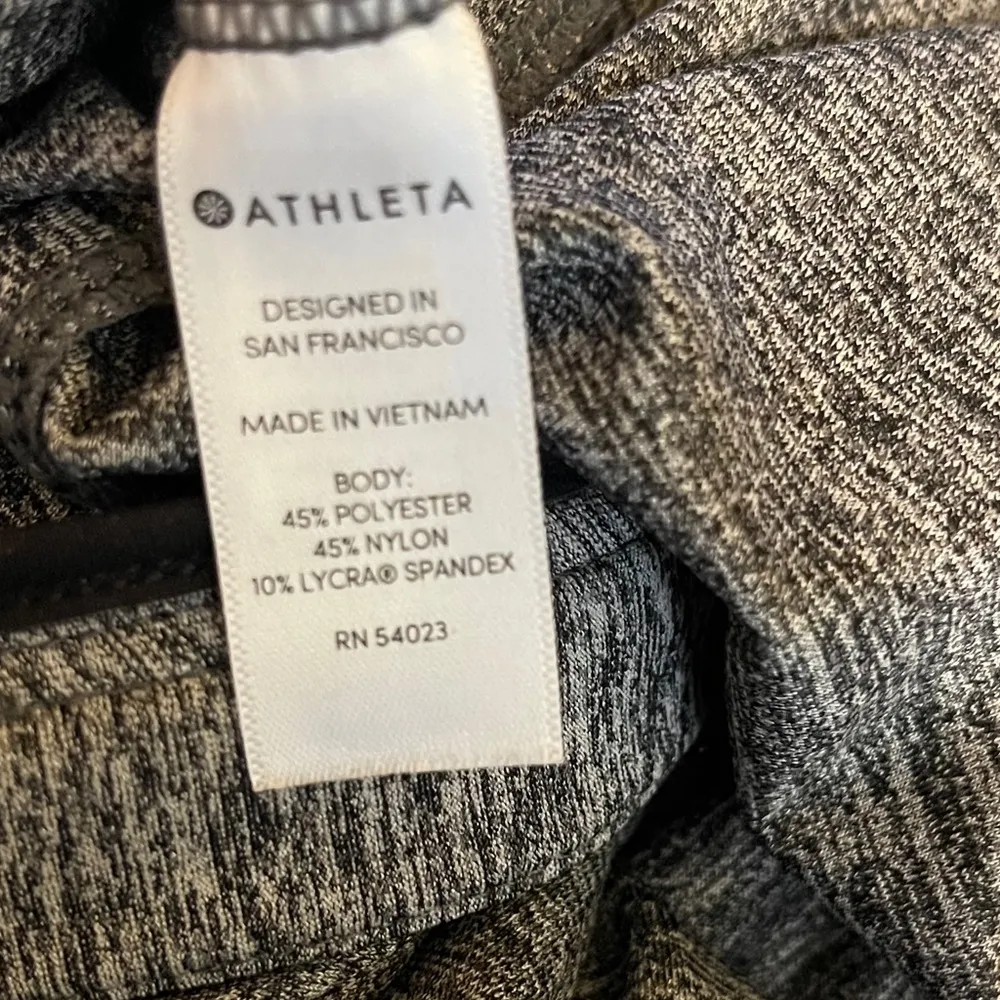 ATHLETA
DESIGNED IN
SAN FRANCISCO
MADE IN VIETNAM
BODY:
45% POLYESTER
45% NYLON
10% LYCRA® SPANDEX
RN 54023